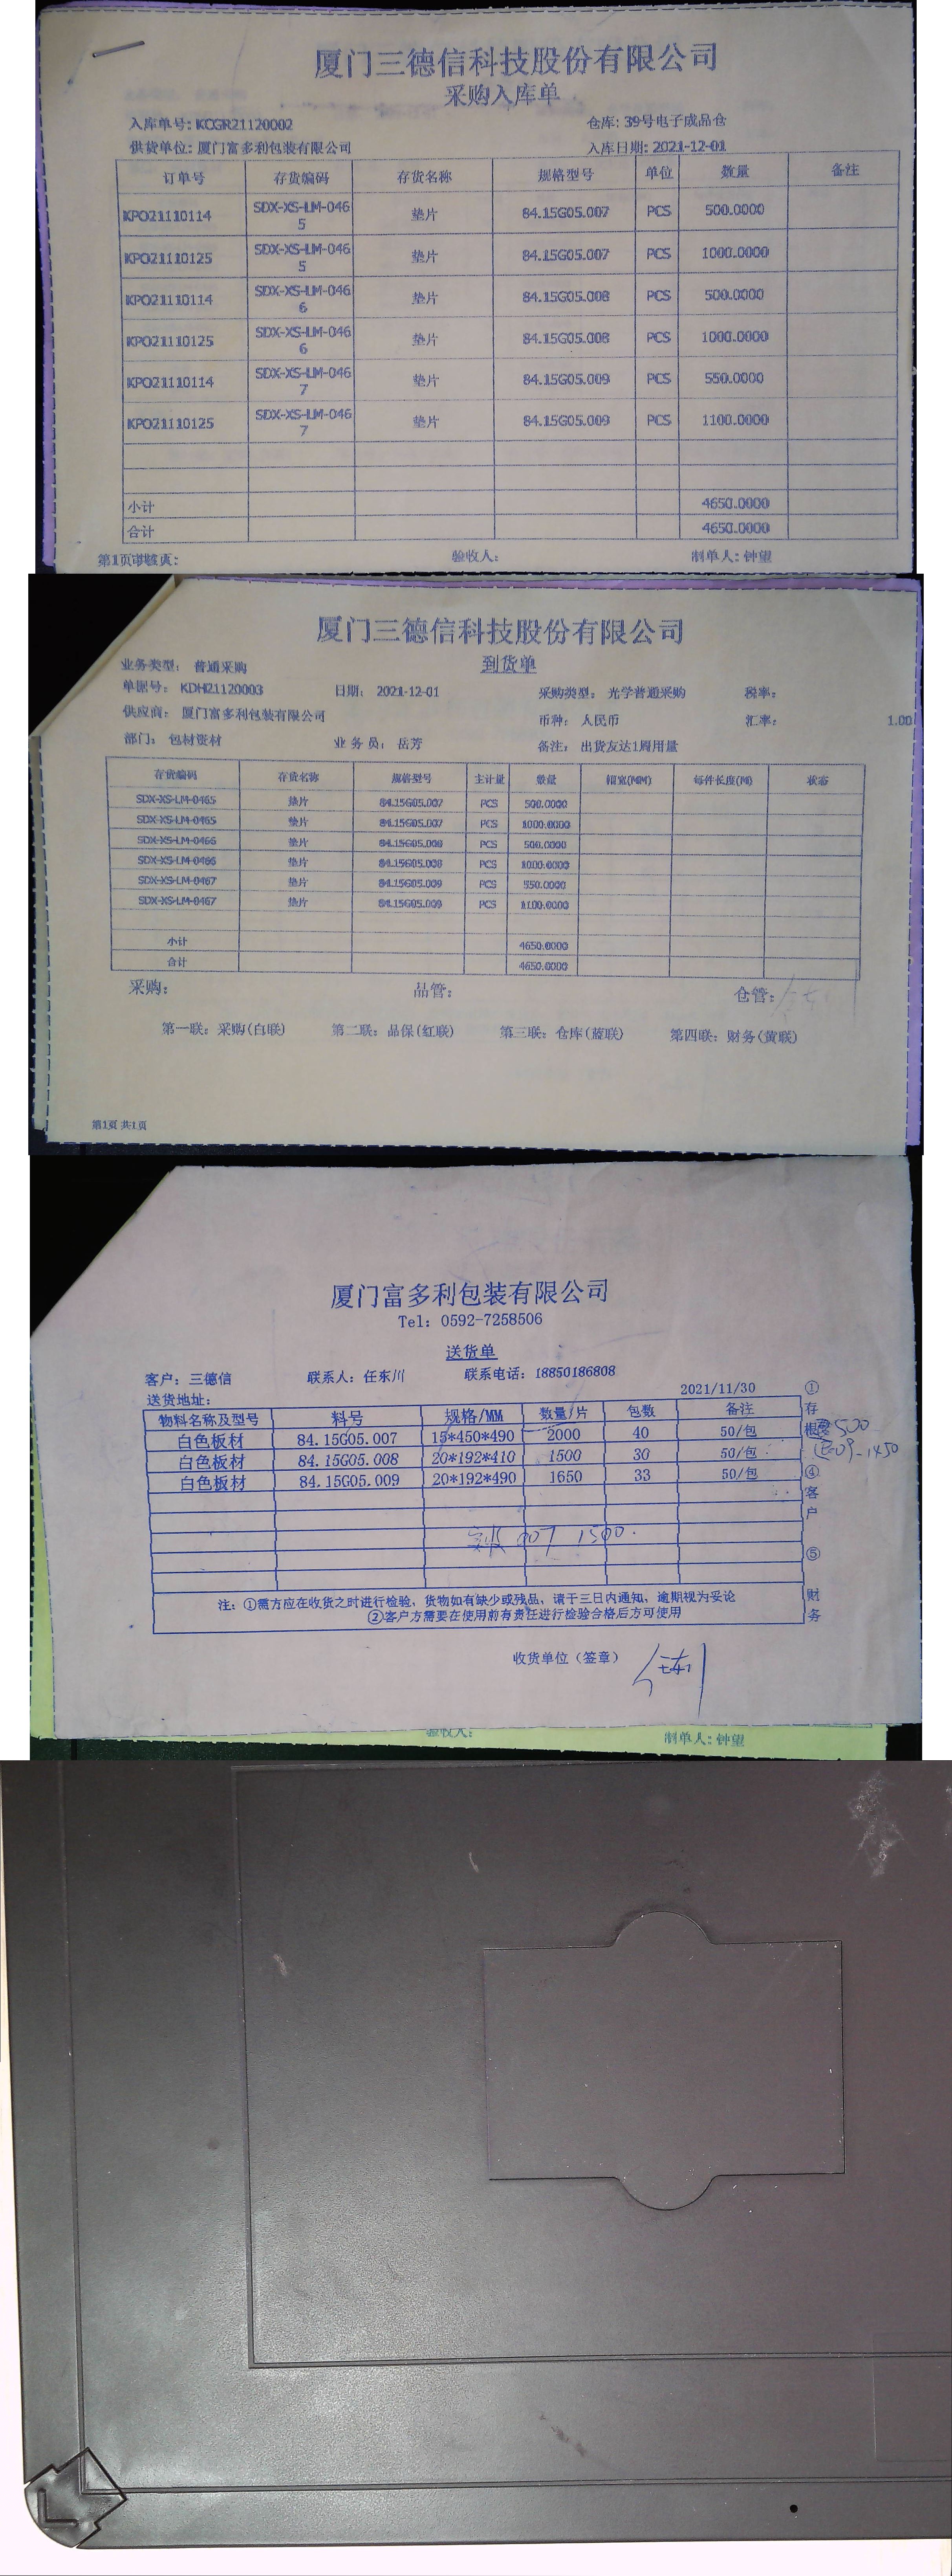 厦门三德信科技股份有限公司
采购入库单
入库单号: KCGR21120002 仓库: 39号电子成品仓
供货单位: 厦门富多利包装有限公司 入库日期: 2021-12-01
订单号 存货编码 存货名称 规格型号 单位 数量 备注
KPO21110114 SDX-XS-LM-0465 垫片 84.15G05.007 PCS 500.0000
KPO21110125 SDX-XS-LM-0465 垫片 84.15G05.007 PCS 1000.0000
KPO21110114 SDX-XS-LM-0466 垫片 84.15G05.008 PCS 500.0000
KPO21110125 SDX-XS-LM-0466 垫片 84.15G05.008 PCS 1000.0000
KPO21110114 SDX-XS-LM-0467 垫片 84.15G05.009 PCS 550.0000
KPO21110125 SDX-XS-LM-0467 垫片 84.15G05.009 PCS 1100.0000
小计 4650.0000
合计 4650.0000
第1页 验收人: 制单人: 钟望
厦门三德信科技股份有限公司
到货单
业务类型: 普通采购
单据号: KDH21120003 日期: 2021-12-01 采购类型: 光学普通采购 税率:
供应商: 厦门富多利包装有限公司 币种: 人民币 汇率: 1.00
部门: 包材资材 业务员: 岳芳 备注: 出货友达1周用量
存货编码 存货名称 规格型号 主计量 数量 幅宽(MM) 每件长度(M) 状态
SDX-XS-LM-0465 垫片 84.15G05.007 PCS 500.0000
SDX-XS-LM-0465 垫片 84.15G05.007 PCS 1000.0000
SDX-XS-LM-0466 垫片 84.15G05.008 PCS 500.0000
SDX-XS-LM-0466 垫片 84.15G05.008 PCS 1000.0000
SDX-XS-LM-0467 垫片 84.15G05.009 PCS 550.0000
SDX-XS-LM-0467 垫片 84.15G05.009 PCS 1100.0000
小计 4650.0000
合计 4650.0000
采购: 品管: 仓管:
第一联: 采购(白联) 第二联: 品保(红联) 第三联: 仓库(蓝联) 第四联: 财务(黄联)
第1页 共1页
厦门富多利包装有限公司
Tel: 0592-7258506
送货单
客户: 三德信 联系人: 任东川 联系电话: 18850186808
送货地址: 2021/11/30
物料名称及型号 料号 规格/MM 数量/片 包数 备注
白色板材 84.15G05.007 15*450*490 2000 40 50/包
白色板材 84.15G05.008 20*192*410 1500 30 50/包
白色板材 84.15G05.009 20*192*490 1650 33 50/包
①存根 ④客户 ⑤财务
500
09-1450
实收 007 1500.
注: ①需方应在收货之时进行检验, 货物如有缺少或残品, 请于三日内通知, 逾期视为妥论
②客户方需要在使用前有责任进行检验合格后方可使用
收货单位 (签章) 任东川
验收人: 制单人: 钟望